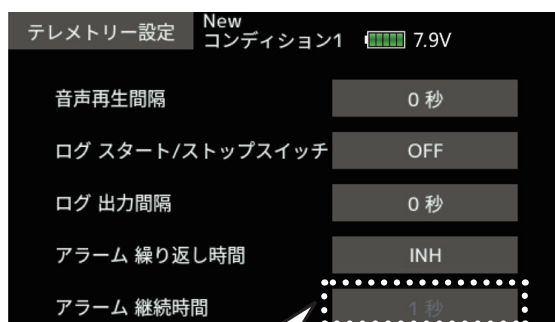 テレメトリー設定
New
コンディション1 7.9V
音声再生間隔 0 秒
ログ スタート/ストップスイッチ OFF
ログ 出力間隔 0 秒
アラーム 繰り返し時間 INH
アラーム 継続時間 1 秒